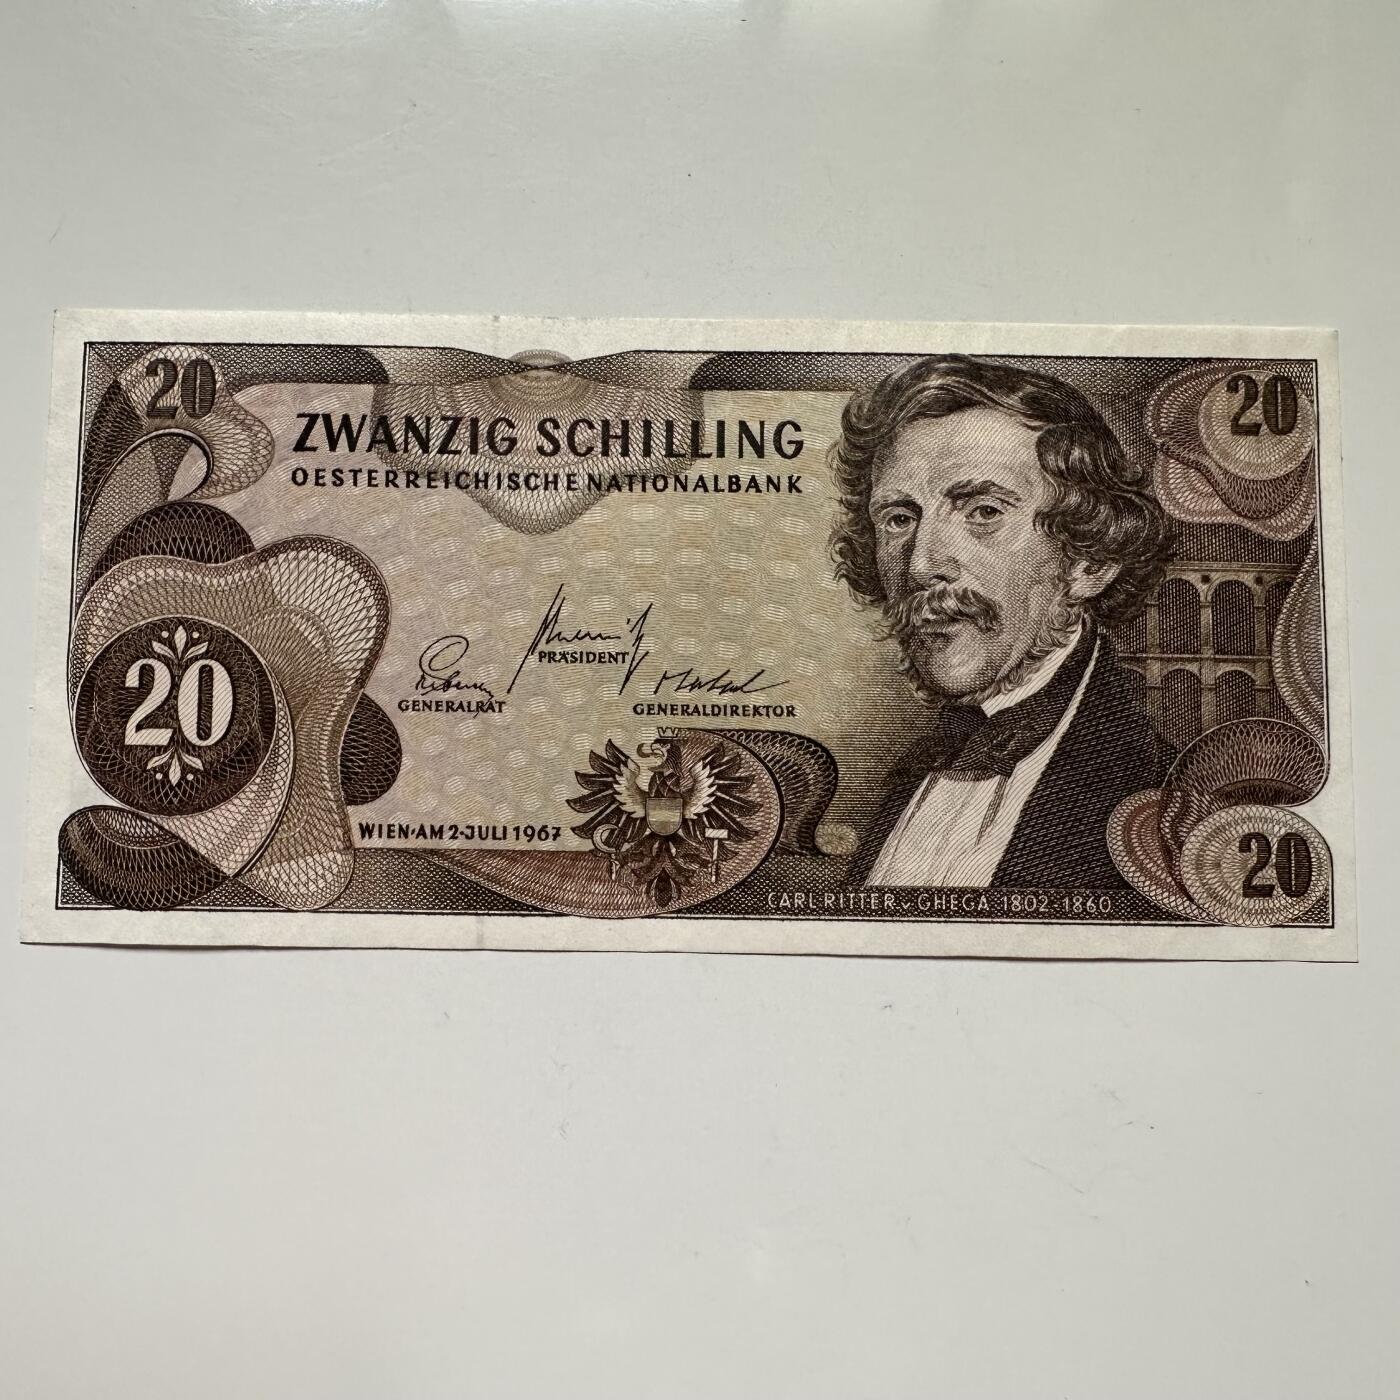 20
20
ZWANZIG SCHILLING
OESTERREICHISCHE NATIONALBANK
PRÄSIDENT
GENERALRAT
GENERALDIREKTOR
20
WIEN·AM 2·JULI 1967
CARL RITTER v. GHEGA 1802-1860
20